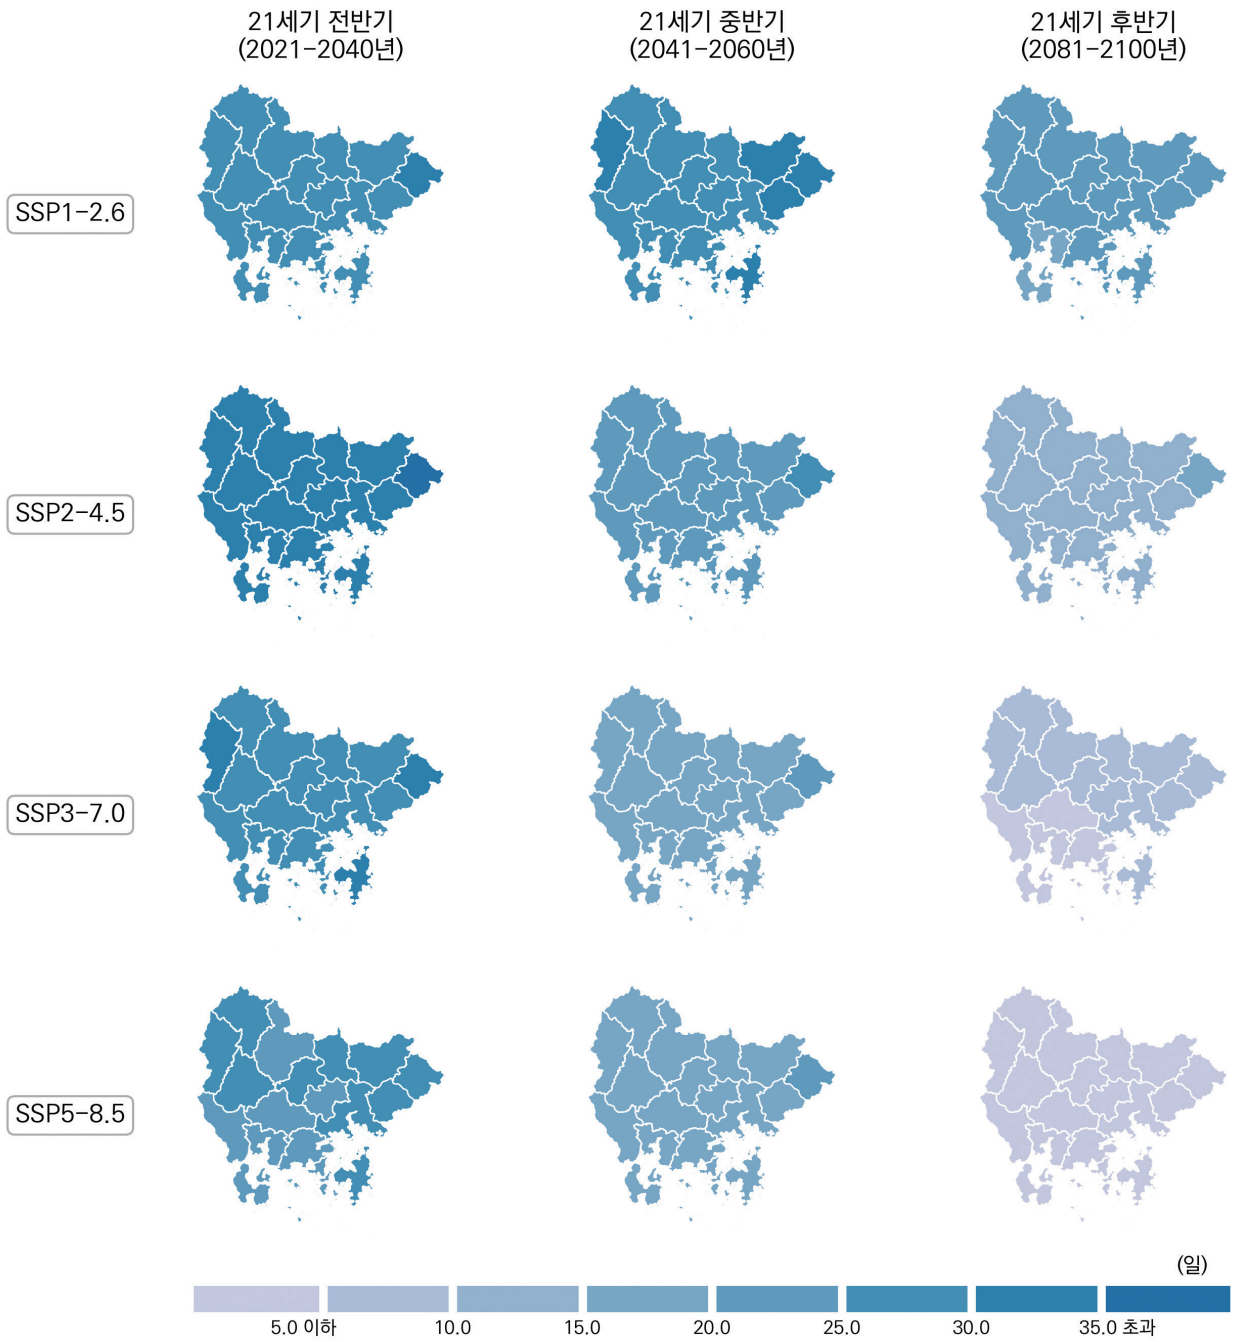 21세기 전반기
(2021-2040년)
21세기 중반기
(2041-2060년)
21세기 후반기
(2081-2100년)
SSP1-2.6
SSP2-4.5
SSP3-7.0
SSP5-8.5
(일)
5.0 이하
10.0
15.0
20.0
25.0
30.0
35.0 초과